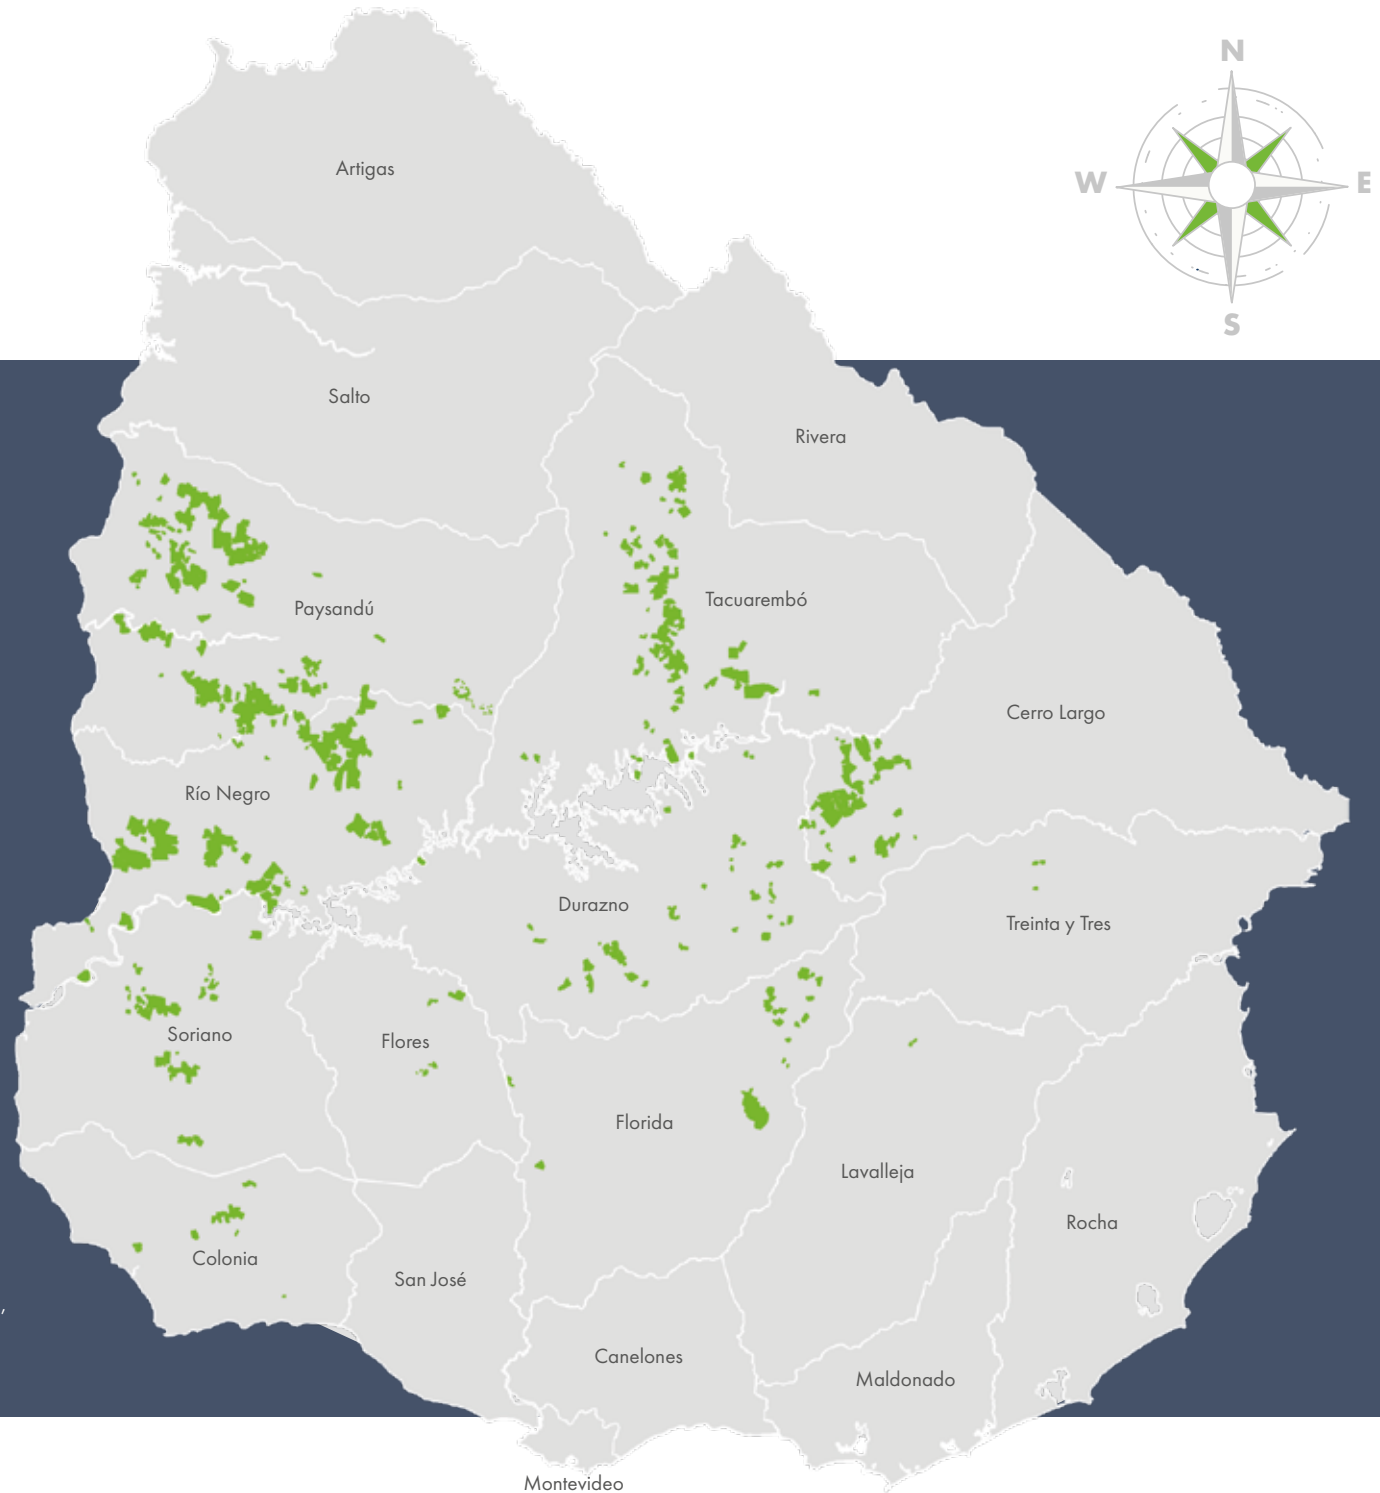 N
W
E
S
Artigas
Salto
Rivera
Paysandú
Tacuarembó
Cerro Largo
Río Negro
Durazno
Treinta y Tres
Soriano
Flores
Florida
Lavalleja
Rocha
Colonia
San José
,
Canelones
Maldonado
Montevideo